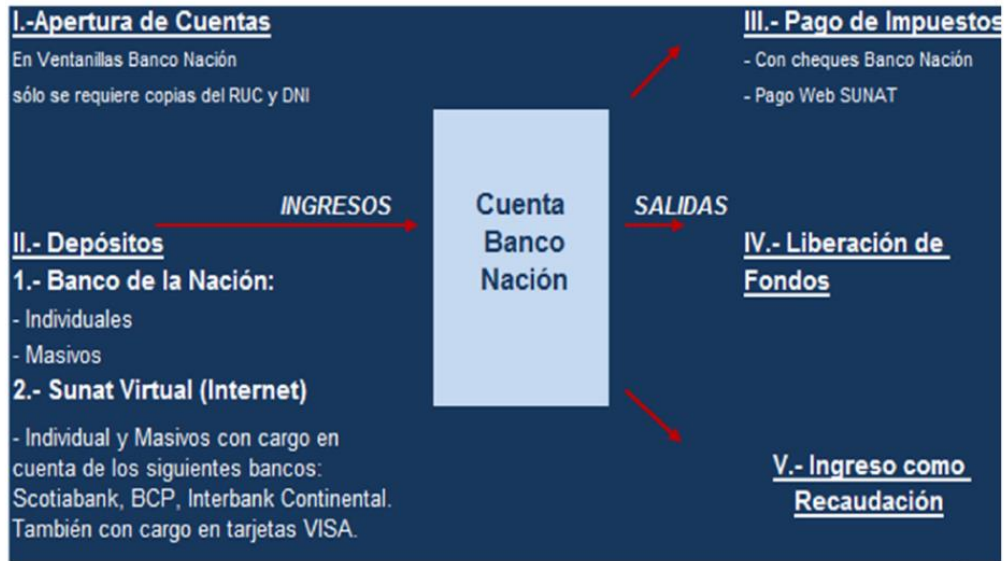 I.-Apertura de Cuentas
En Ventanillas Banco Nación
sólo se requiere copias del RUC y DNI
INGRESOS
II.- Depósitos
1.- Banco de la Nación:
- Individuales
- Masivos
2.- Sunat Virtual (Internet)
- Individual y Masivos con cargo en
cuenta de los siguientes bancos:
Scotiabank, BCP, Interbank Continental.
También con cargo en tarjetas VISA.
Cuenta
Banco
Nación
SALIDAS
III.- Pago de Impuestos
- Con cheques Banco Nación
- Pago Web SUNAT
IV.- Liberación de
Fondos
V.- Ingreso como
Recaudación